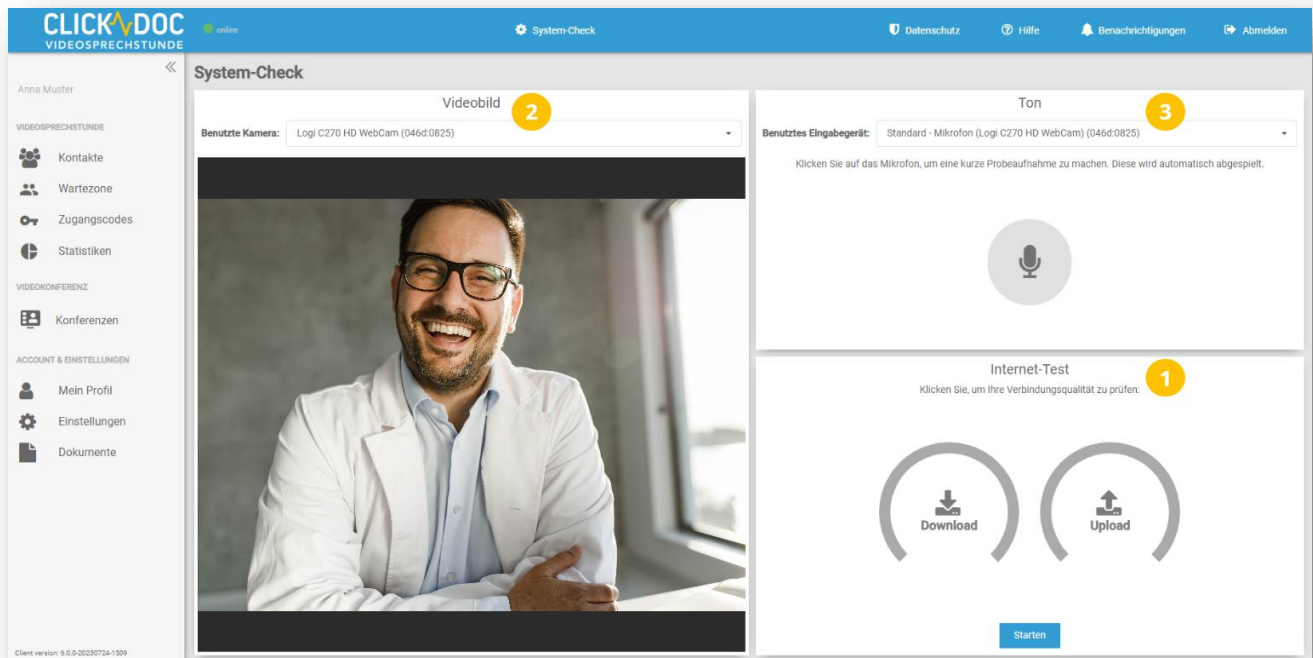 CLICKDOC
VIDEOSPRECHSTUNDE
online
System-Check
Datenschutz
Hilfe
Benachrichtigungen
Abmelden
Anna Muster
VIDEOSPRECHSTUNDE
Kontakte
Wartezone
Zugangscodes
Statistiken
VIDEOKONFERENZ
Konferenzen
ACCOUNT & EINSTELLUNGEN
Mein Profil
Einstellungen
Dokumente
Client version: 6.0.0-20230724-1509
System-Check
Videobild
2
Benutzte Kamera: Logi C270 HD WebCam (046d:0825)
Ton
3
Benutztes Eingabegerät: Standard - Mikrofon (Logi C270 HD WebCam) (046d:0825)
Klicken Sie auf das Mikrofon, um eine kurze Probeaufnahme zu machen. Diese wird automatisch abgespielt.
Internet-Test
1
Klicken Sie, um Ihre Verbindungsqualität zu prüfen:
Download
Upload
Starten